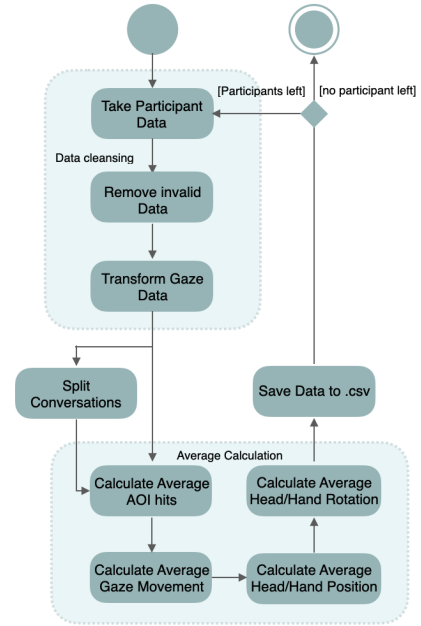 [Participants left]
[no participant left]
Take Participant
Data
Data cleansing
Remove invalid
Data
Transform Gaze
Data
Split
Conversations
Save Data to .csv
Average Calculation
Calculate Average
AOI hits
Calculate Average
Head/Hand Rotation
Calculate Average
Gaze Movement
Calculate Average
Head/Hand Position